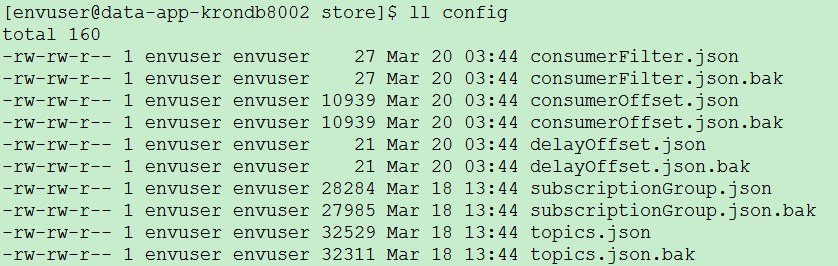 [envuser@data-app-krondb8002 store]$ ll config
total 160
-rw-rw-r-- 1 envuser envuser    27 Mar 20 03:44 consumerFilter.json
-rw-rw-r-- 1 envuser envuser    27 Mar 20 03:44 consumerFilter.json.bak
-rw-rw-r-- 1 envuser envuser 10939 Mar 20 03:44 consumerOffset.json
-rw-rw-r-- 1 envuser envuser 10939 Mar 20 03:44 consumerOffset.json.bak
-rw-rw-r-- 1 envuser envuser    21 Mar 20 03:44 delayOffset.json
-rw-rw-r-- 1 envuser envuser    21 Mar 20 03:44 delayOffset.json.bak
-rw-rw-r-- 1 envuser envuser 28284 Mar 18 13:44 subscriptionGroup.json
-rw-rw-r-- 1 envuser envuser 27985 Mar 18 13:44 subscriptionGroup.json.bak
-rw-rw-r-- 1 envuser envuser 32529 Mar 18 13:44 topics.json
-rw-rw-r-- 1 envuser envuser 32311 Mar 18 13:44 topics.json.bak